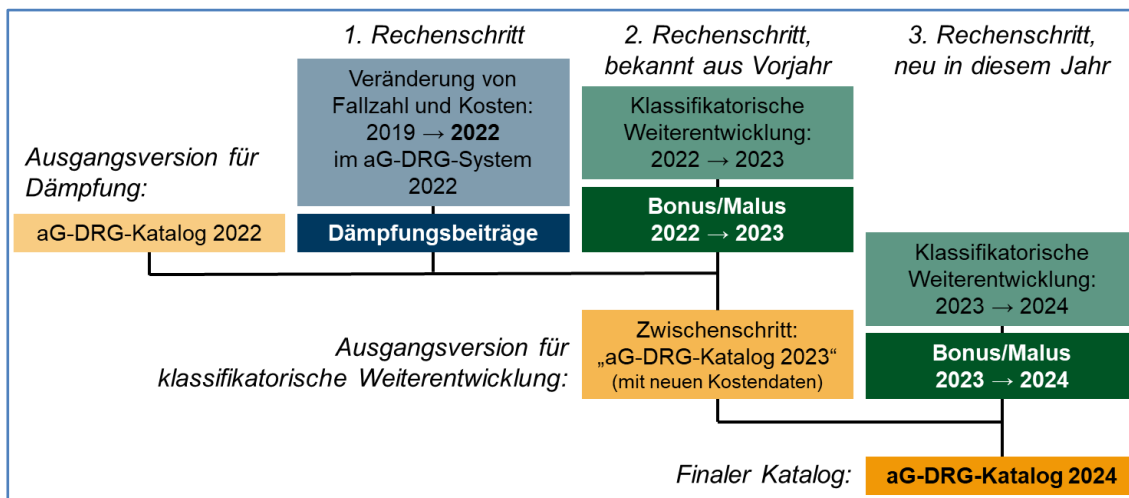 1. Rechenschritt
2. Rechenschritt,
bekannt aus Vorjahr
3. Rechenschritt,
neu in diesem Jahr
Veränderung von
Fallzahl und Kosten:
2019 → 2022
im aG-DRG-System
2022
Klassifikatorische
Weiterentwicklung:
2022 → 2023
Ausgangsversion für
Dämpfung:
aG-DRG-Katalog 2022
Dämpfungsbeiträge
Bonus/Malus
2022 → 2023
Klassifikatorische
Weiterentwicklung:
2023 → 2024
Ausgangsversion für
klassifikatorische Weiterentwicklung:
Zwischenschritt:
„aG-DRG-Katalog 2023“
(mit neuen Kostendaten)
Bonus/Malus
2023 → 2024
Finaler Katalog:
aG-DRG-Katalog 2024